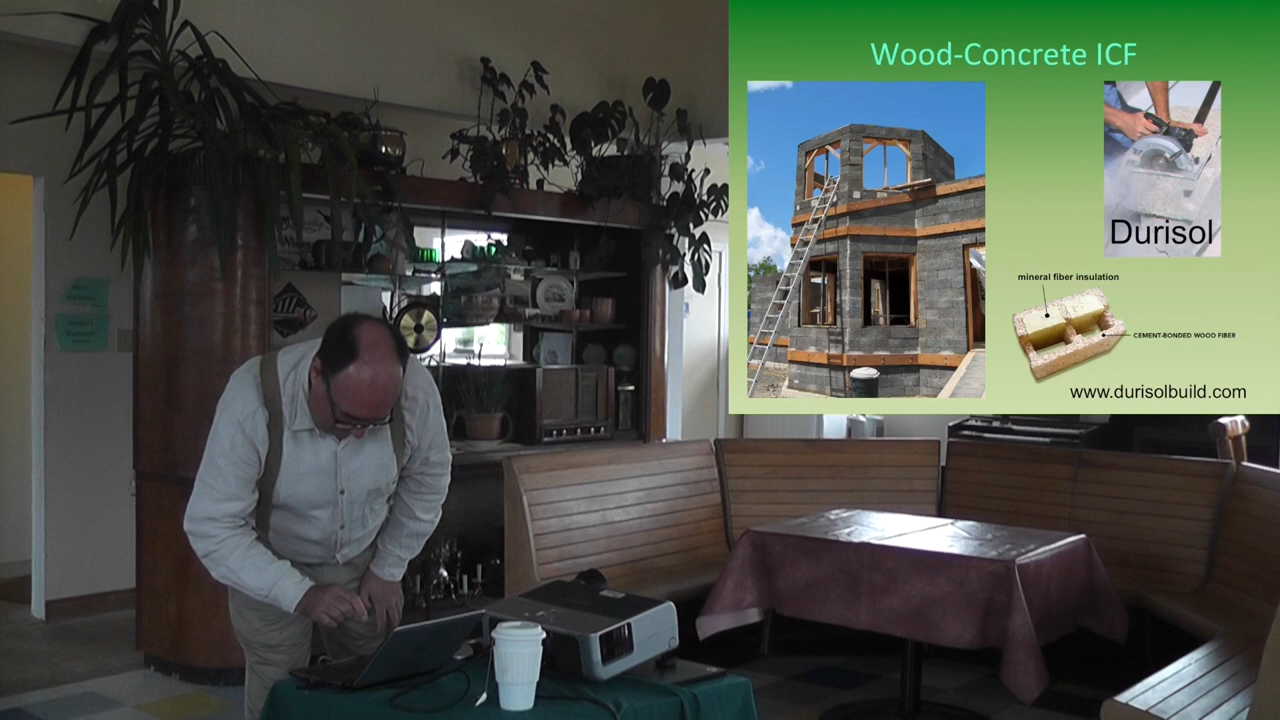 Wood-Concrete ICF
Durisol
mineral fiber insulation
CEMENT-BONDED WOOD FIBER
www.durisolbuild.com